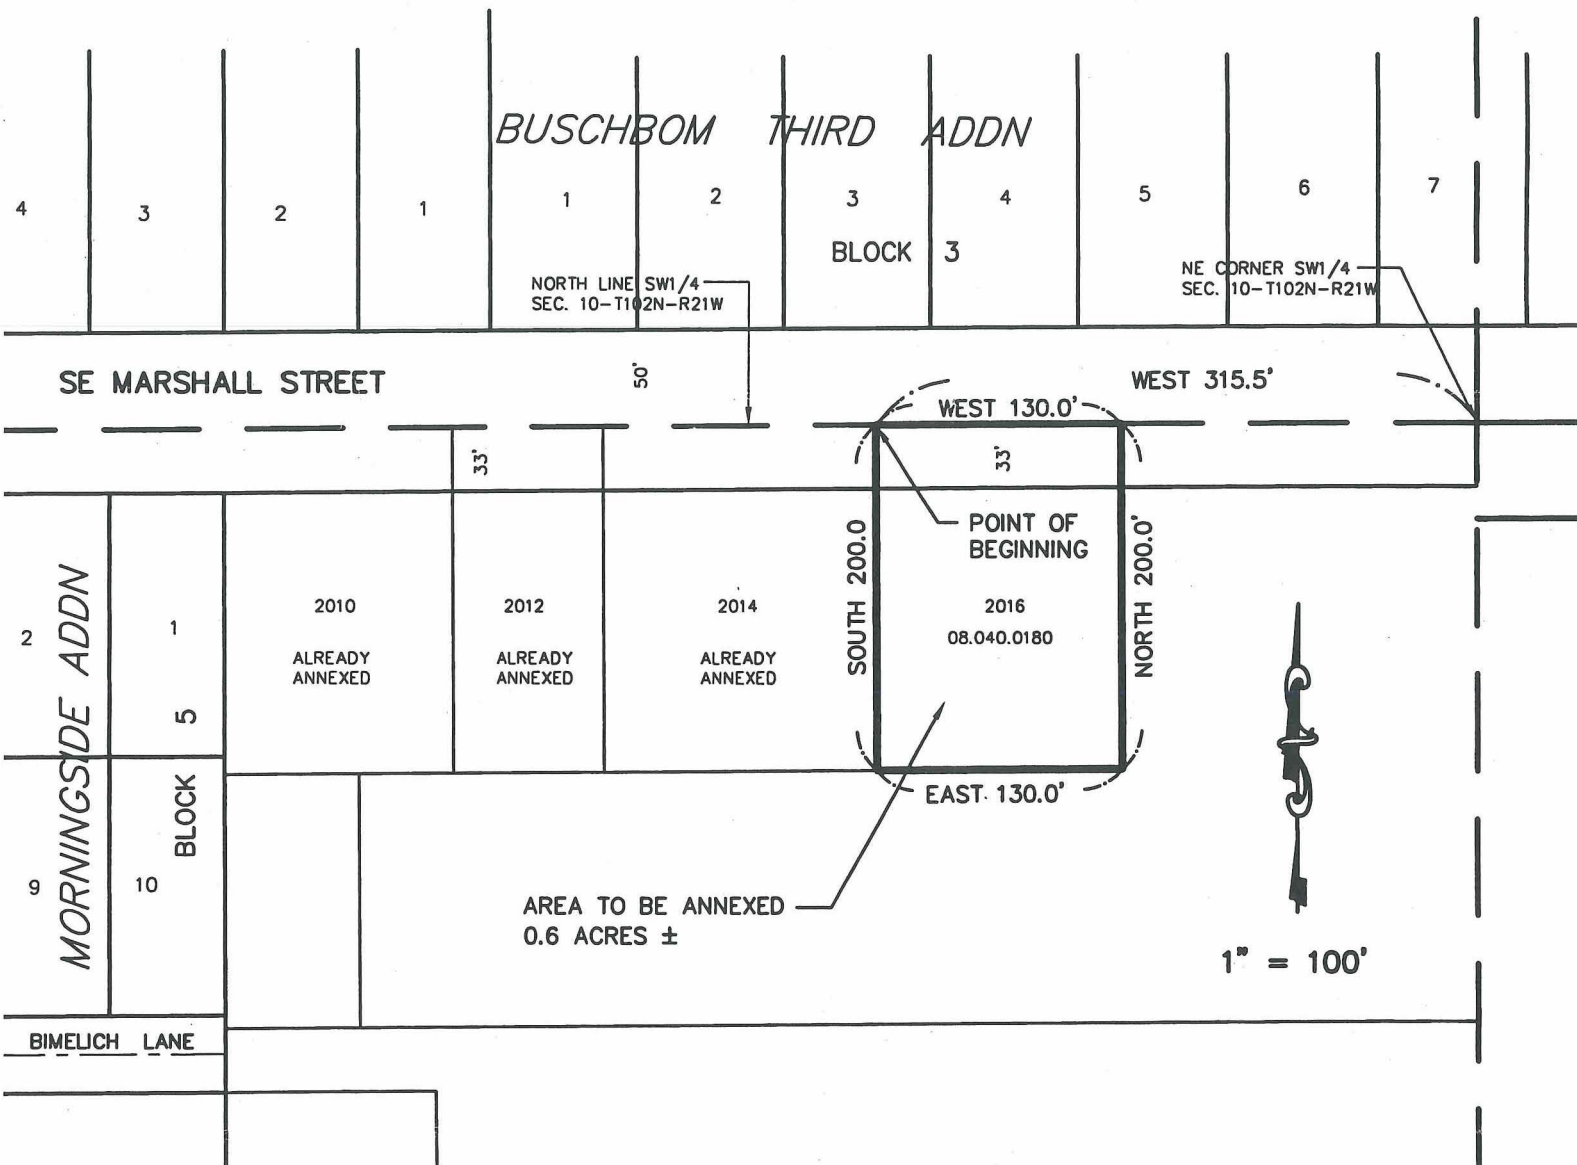 BUSCHBOM THIRD ADDN
4
3
2
1
1
2
3
4
5
6
7
BLOCK 3
NORTH LINE SW1/4
SEC. 10-T102N-R21W
NE CORNER SW1/4
SEC. 10-T102N-R21W
SE MARSHALL STREET
50'
WEST 315.5'
WEST 130.0'
33'
33'
POINT OF
BEGINNING
SOUTH 200.0
NORTH 200.0'
MORNINGSIDE ADDN
2
1
2010
ALREADY
ANNEXED
2012
ALREADY
ANNEXED
2014
ALREADY
ANNEXED
2016
08.040.0180
BLOCK 5
EAST 130.0'
9
10
AREA TO BE ANNEXED
0.6 ACRES ±
1" = 100'
BIMELICH LANE